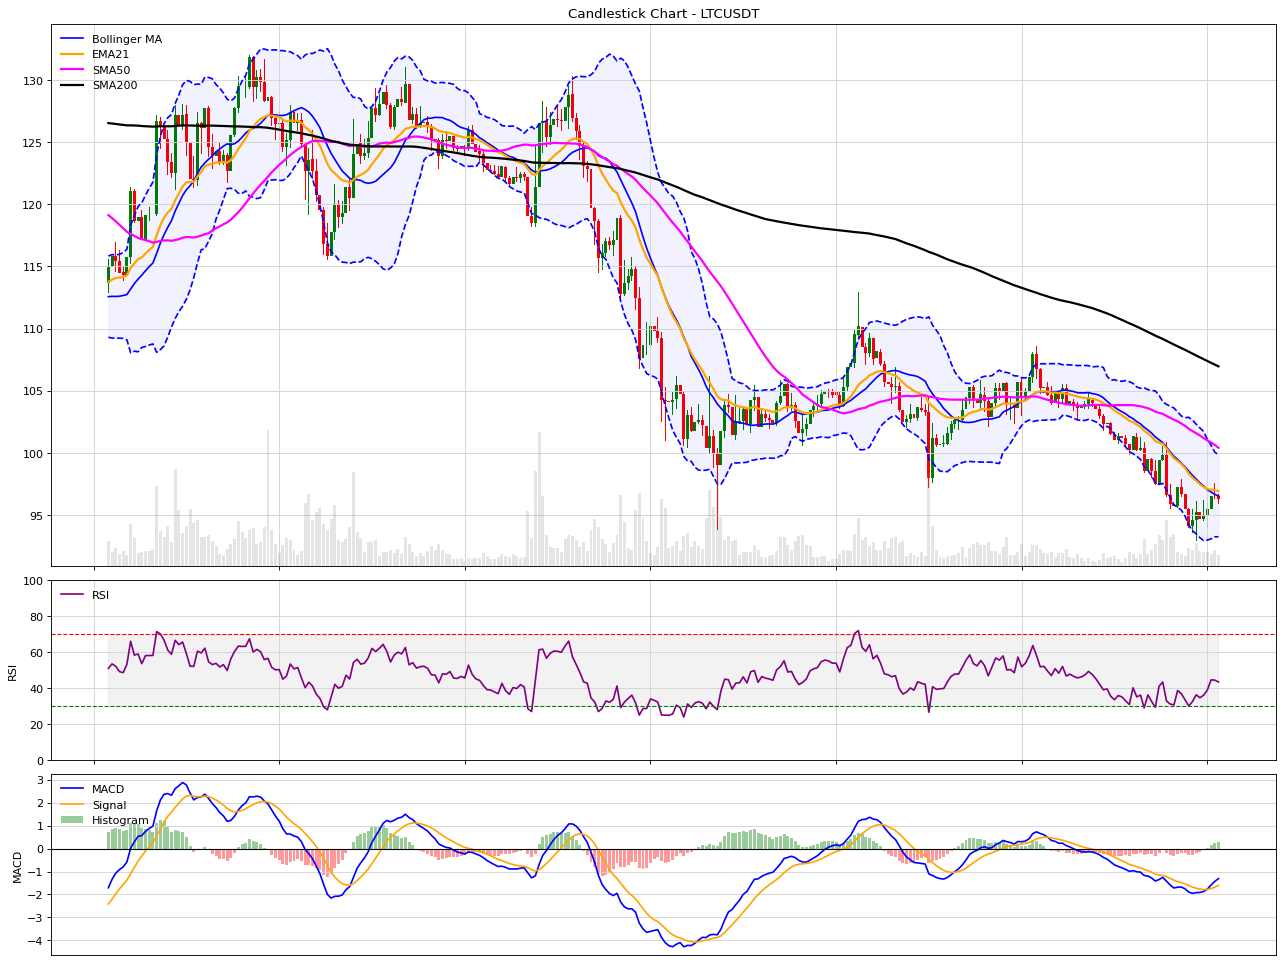 Candlestick Chart - LTCUSDT
Bollinger MA
EMA21
SMA50
SMA200
130
125
120
115
110
105
100
95
RSI
100
80
60
40
20
0
RSI
MACD
Signal
Histogram
3
2
1
0
−1
−2
−3
−4
MACD